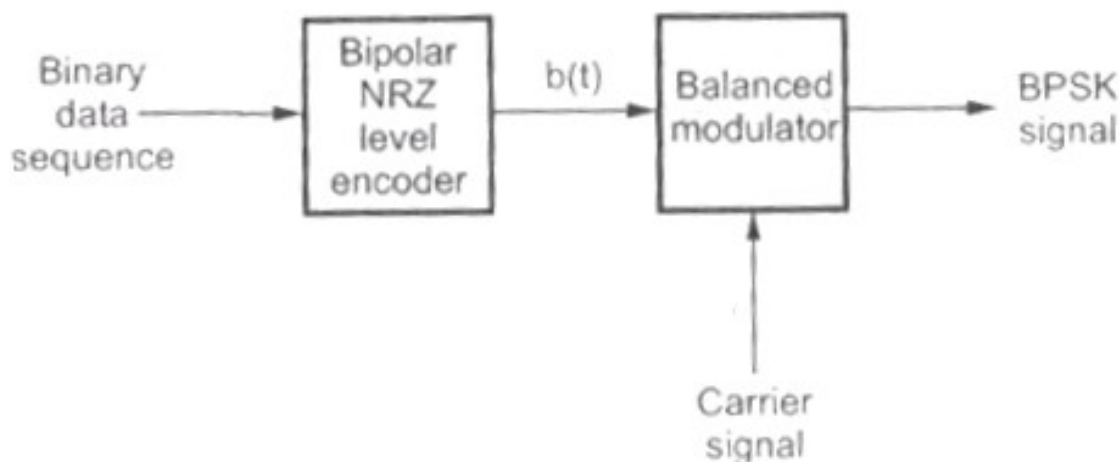 Binary
data
sequence
Bipolar
NRZ
level
encoder
b(t)
Balanced
modulator
BPSK
signal
Carrier
signal